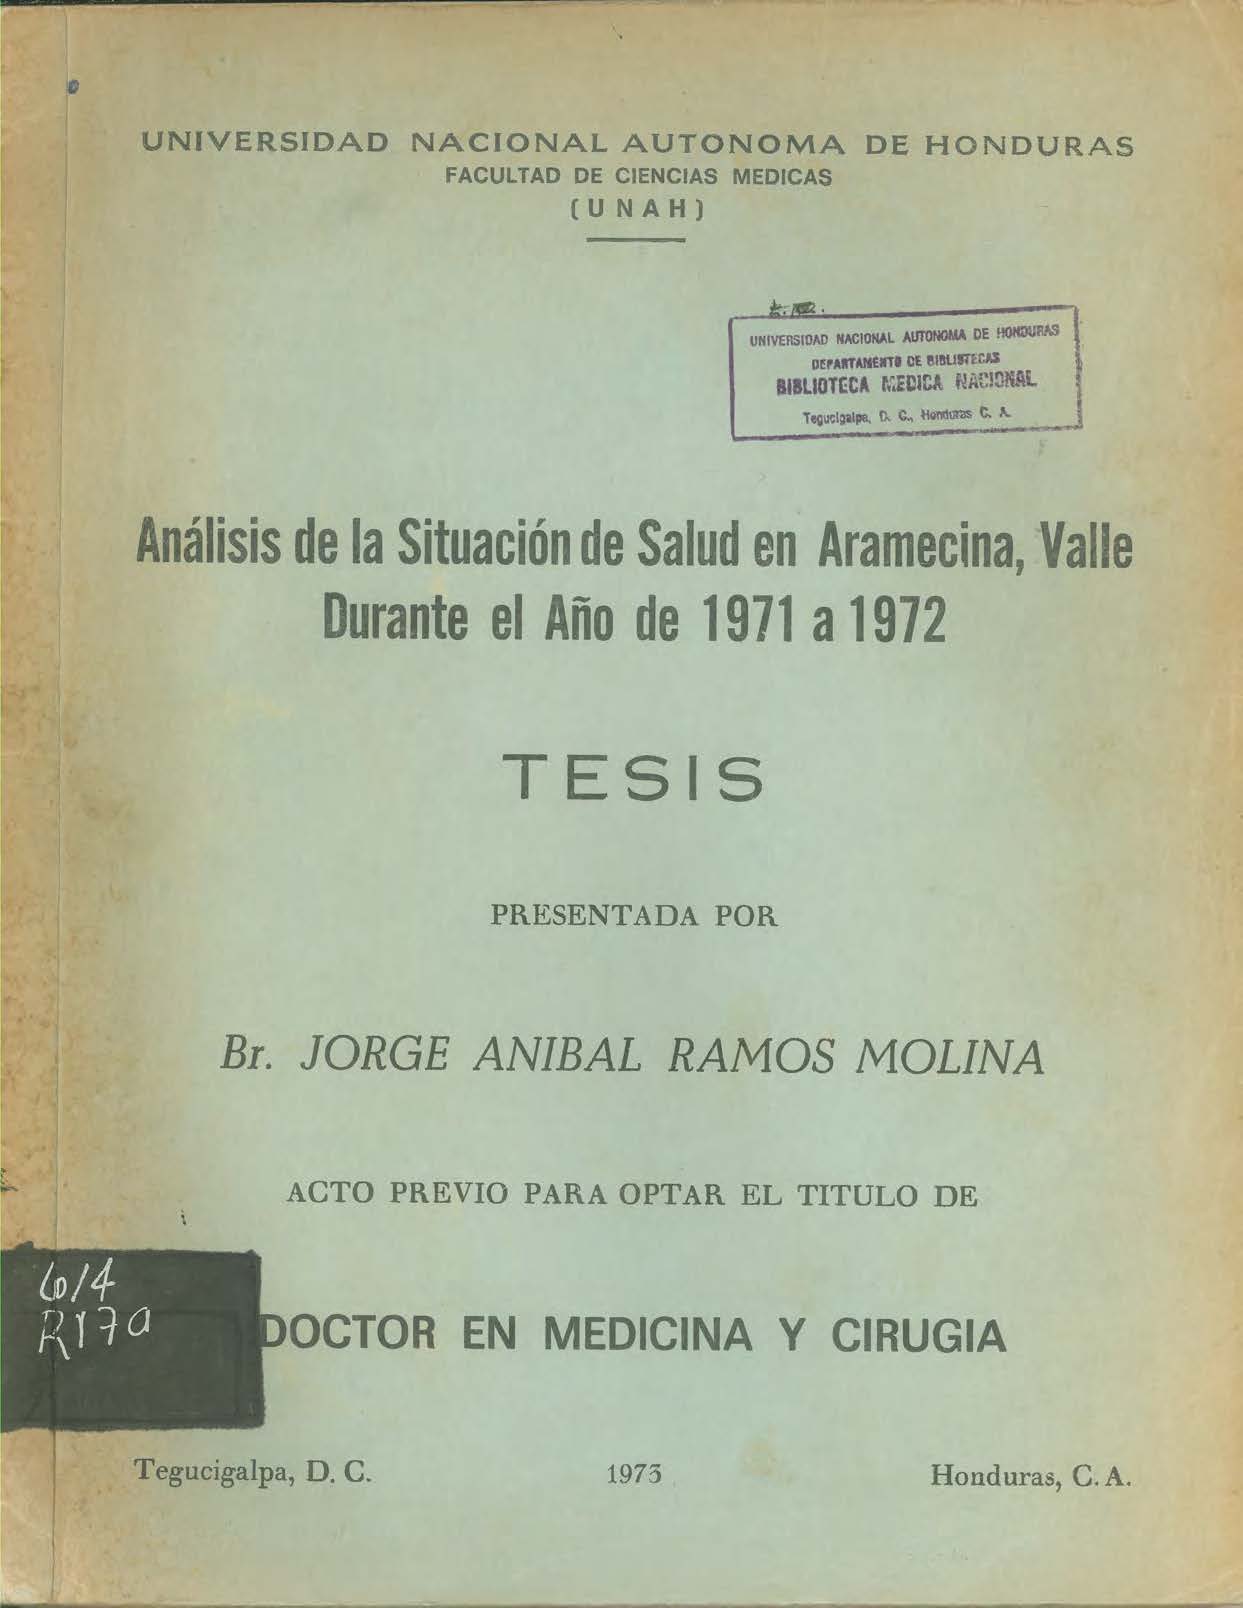 UNIVERSIDAD NACIONAL AUTONOMA DE HONDURAS
FACULTAD DE CIENCIAS MEDICAS
(UNAH)
UNIVERSIDAD NACIONAL AUTONOMA DE HONDURAS
DEPARTAMENTO DE BIBLIOTECAS
BIBLIOTECA MEDICA NACIONAL
Tegucigalpa, D. C., Honduras C. A.
Análisis de la Situación de Salud en Aramecina, Valle
Durante el Año de 1971 a 1972
TESIS
PRESENTADA POR
Br. JORGE ANIBAL RAMOS MOLINA
ACTO PREVIO PARA OPTAR EL TITULO DE
614
R17a
DOCTOR EN MEDICINA Y CIRUGIA
Tegucigalpa, D. C. 1973 Honduras, C. A.